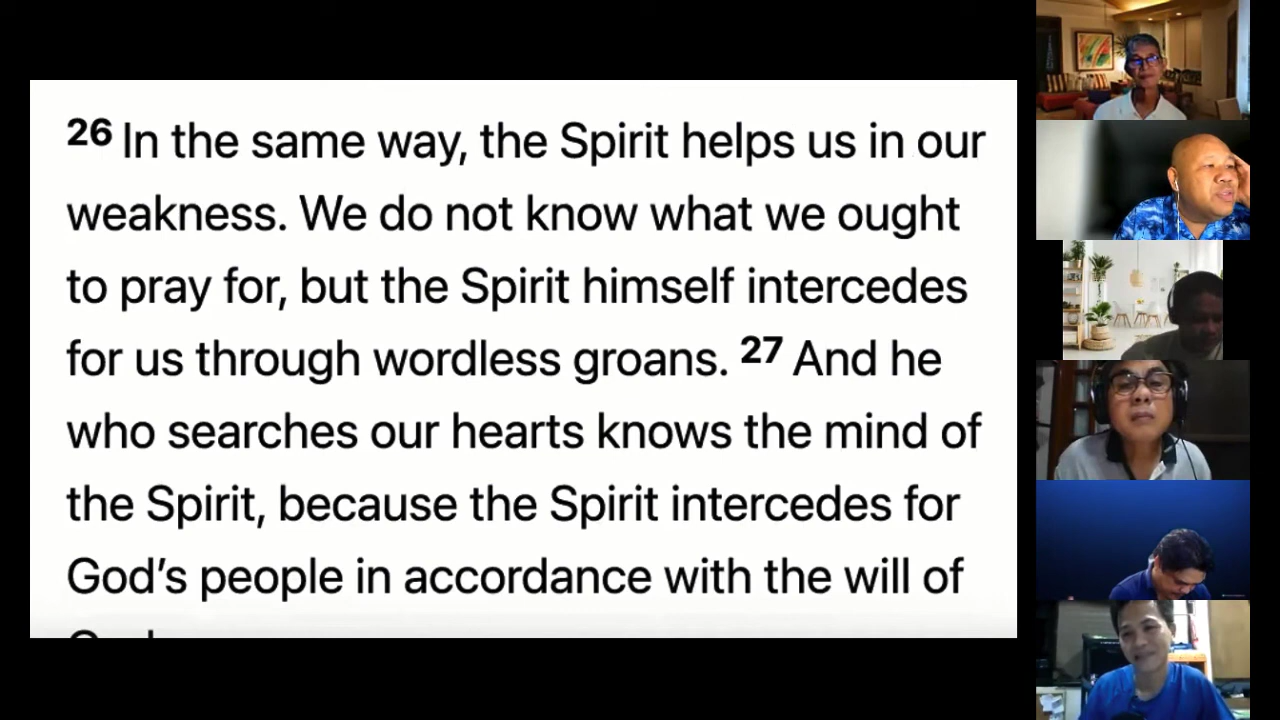 26 In the same way, the Spirit helps us in our
weakness. We do not know what we ought
to pray for, but the Spirit himself intercedes
for us through wordless groans. 27 And he
who searches our hearts knows the mind of
the Spirit, because the Spirit intercedes for
God’s people in accordance with the will of